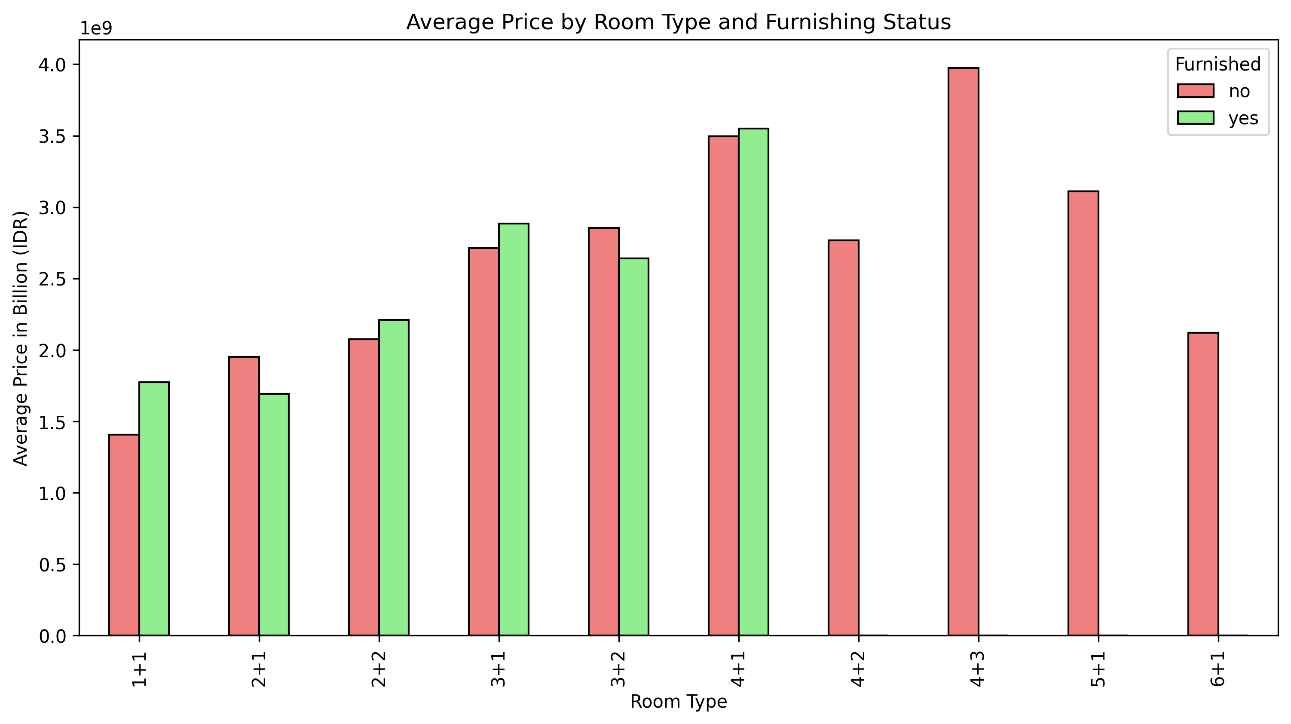 Average Price by Room Type and Furnishing Status
1e9
4.0
3.5
3.0
2.5
2.0
1.5
1.0
0.5
0.0
Average Price in Billion (IDR)
Furnished
no
yes
1+1
2+1
2+2
3+1
3+2
4+1
4+2
4+3
5+1
6+1
Room Type